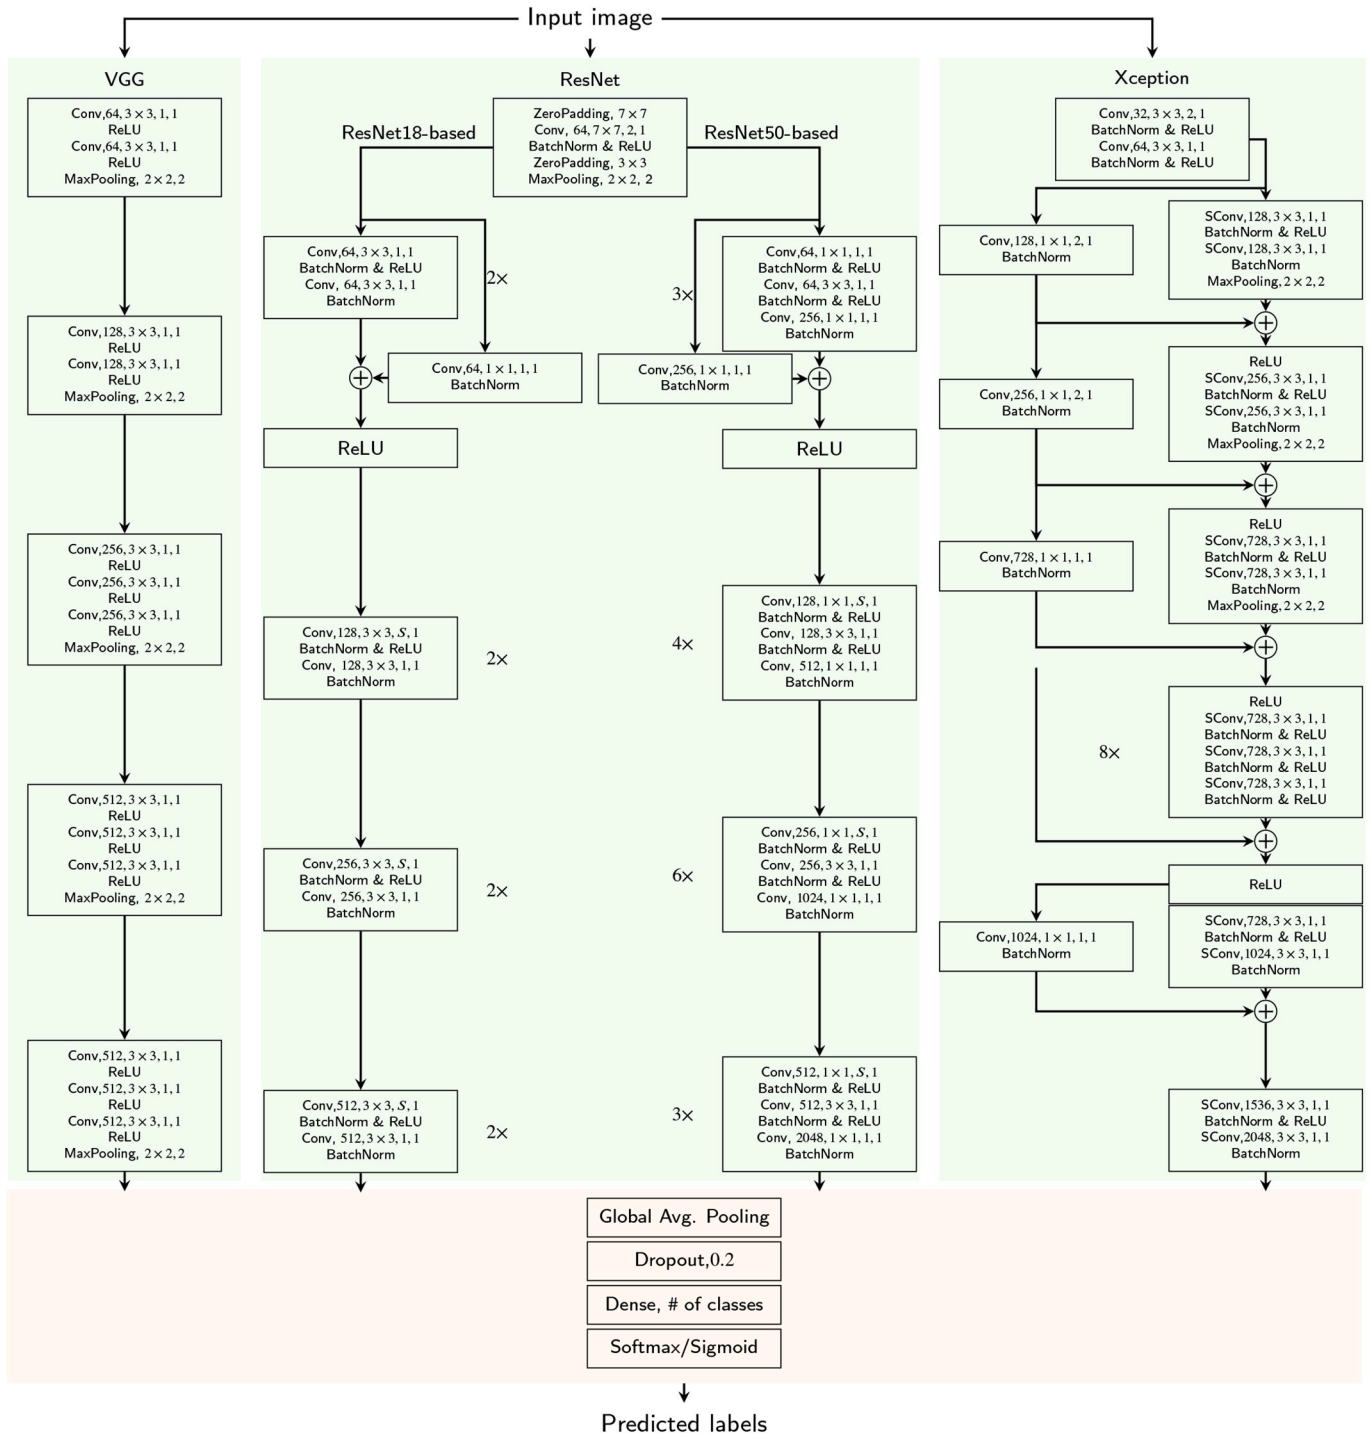 Input image
VGG
Conv,64,3×3,1,1
ReLU
Conv,64,3×3,1,1
ReLU
MaxPooling, 2×2,2
Conv,128,3×3,1,1
ReLU
Conv,128,3×3,1,1
ReLU
MaxPooling, 2×2,2
Conv,256,3×3,1,1
ReLU
Conv,256,3×3,1,1
ReLU
Conv,256,3×3,1,1
ReLU
MaxPooling, 2×2,2
Conv,512,3×3,1,1
ReLU
Conv,512,3×3,1,1
ReLU
Conv,512,3×3,1,1
ReLU
MaxPooling, 2×2,2
Conv,512,3×3,1,1
ReLU
Conv,512,3×3,1,1
ReLU
Conv,512,3×3,1,1
ReLU
MaxPooling, 2×2,2
ResNet
ZeroPadding, 7×7
Conv, 64,7×7,2,1
BatchNorm & ReLU
ZeroPadding, 3×3
MaxPooling, 2×2, 2
ResNet18-based
Conv,64,3×3,1,1
BatchNorm & ReLU
Conv, 64,3×3,1,1
BatchNorm
2×
Conv,64,1×1,1,1
BatchNorm
ReLU
Conv,128,3×3,S,1
BatchNorm & ReLU
Conv, 128,3×3,1,1
BatchNorm
2×
Conv,256,3×3,S,1
BatchNorm & ReLU
Conv, 256,3×3,1,1
BatchNorm
2×
Conv,512,3×3,S,1
BatchNorm & ReLU
Conv, 512,3×3,1,1
BatchNorm
2×
ResNet50-based
3×
Conv,64,1×1,1,1
BatchNorm & ReLU
Conv, 64,3×3,1,1
BatchNorm & ReLU
Conv, 256,1×1,1,1
BatchNorm
Conv,256,1×1,1,1
BatchNorm
ReLU
4×
Conv,128,1×1,S,1
BatchNorm & ReLU
Conv, 128,3×3,1,1
BatchNorm & ReLU
Conv, 512,1×1,1,1
BatchNorm
6×
Conv,256,1×1,S,1
BatchNorm & ReLU
Conv, 256,3×3,1,1
BatchNorm & ReLU
Conv, 1024,1×1,1,1
BatchNorm
3×
Conv,512,1×1,S,1
BatchNorm & ReLU
Conv, 512,3×3,1,1
BatchNorm & ReLU
Conv, 2048,1×1,1,1
BatchNorm
Xception
Conv,32,3×3,2,1
BatchNorm & ReLU
Conv,64,3×3,1,1
BatchNorm & ReLU
Conv,128,1×1,2,1
BatchNorm
SConv,128,3×3,1,1
BatchNorm & ReLU
SConv,128,3×3,1,1
BatchNorm
MaxPooling,2×2,2
Conv,256,1×1,2,1
BatchNorm
ReLU
SConv,256,3×3,1,1
BatchNorm & ReLU
SConv,256,3×3,1,1
BatchNorm
MaxPooling,2×2,2
Conv,728,1×1,1,1
BatchNorm
ReLU
SConv,728,3×3,1,1
BatchNorm & ReLU
SConv,728,3×3,1,1
BatchNorm
MaxPooling,2×2,2
8×
ReLU
SConv,728,3×3,1,1
BatchNorm & ReLU
SConv,728,3×3,1,1
BatchNorm & ReLU
SConv,728,3×3,1,1
BatchNorm & ReLU
ReLU
Conv,1024,1×1,1,1
BatchNorm
SConv,728,3×3,1,1
BatchNorm & ReLU
SConv,1024,3×3,1,1
BatchNorm
SConv,1536,3×3,1,1
BatchNorm & ReLU
SConv,2048,3×3,1,1
BatchNorm
Global Avg. Pooling
Dropout,0.2
Dense, # of classes
Softmax/Sigmoid
Predicted labels